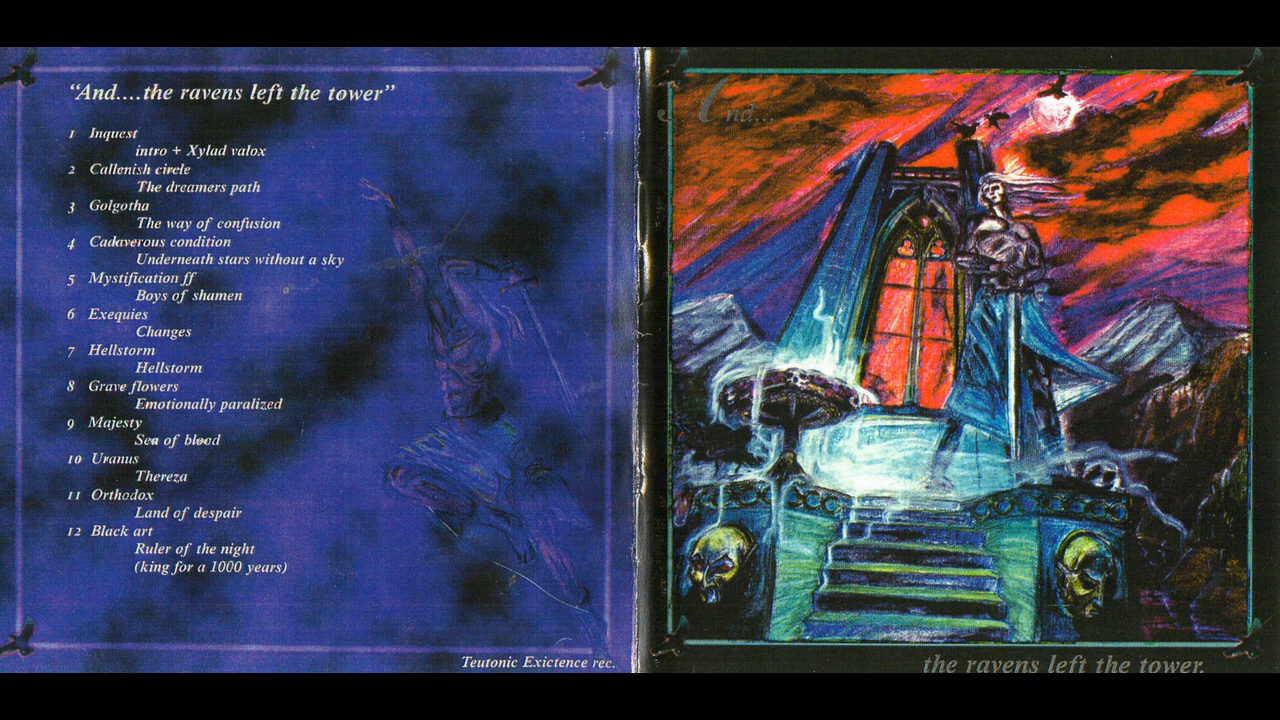 “And....the ravens left the tower”
1 Inquest
intro + Xylad valox
2 Callenish circle
The dreamers path
3 Golgotha
The way of confusion
4 Cadaverous condition
Underneath stars without a sky
5 Mystification ff
Boys of shamen
6 Exequies
Changes
7 Hellstorm
Hellstorm
8 Grave flowers
Emotionally paralized
9 Majesty
Sea of blood
10 Uranus
Thereza
11 Orthodox
Land of despair
12 Black art
Ruler of the night
(king for a 1000 years)
Teutonic Exictence rec.
And...
the ravens left the tower.